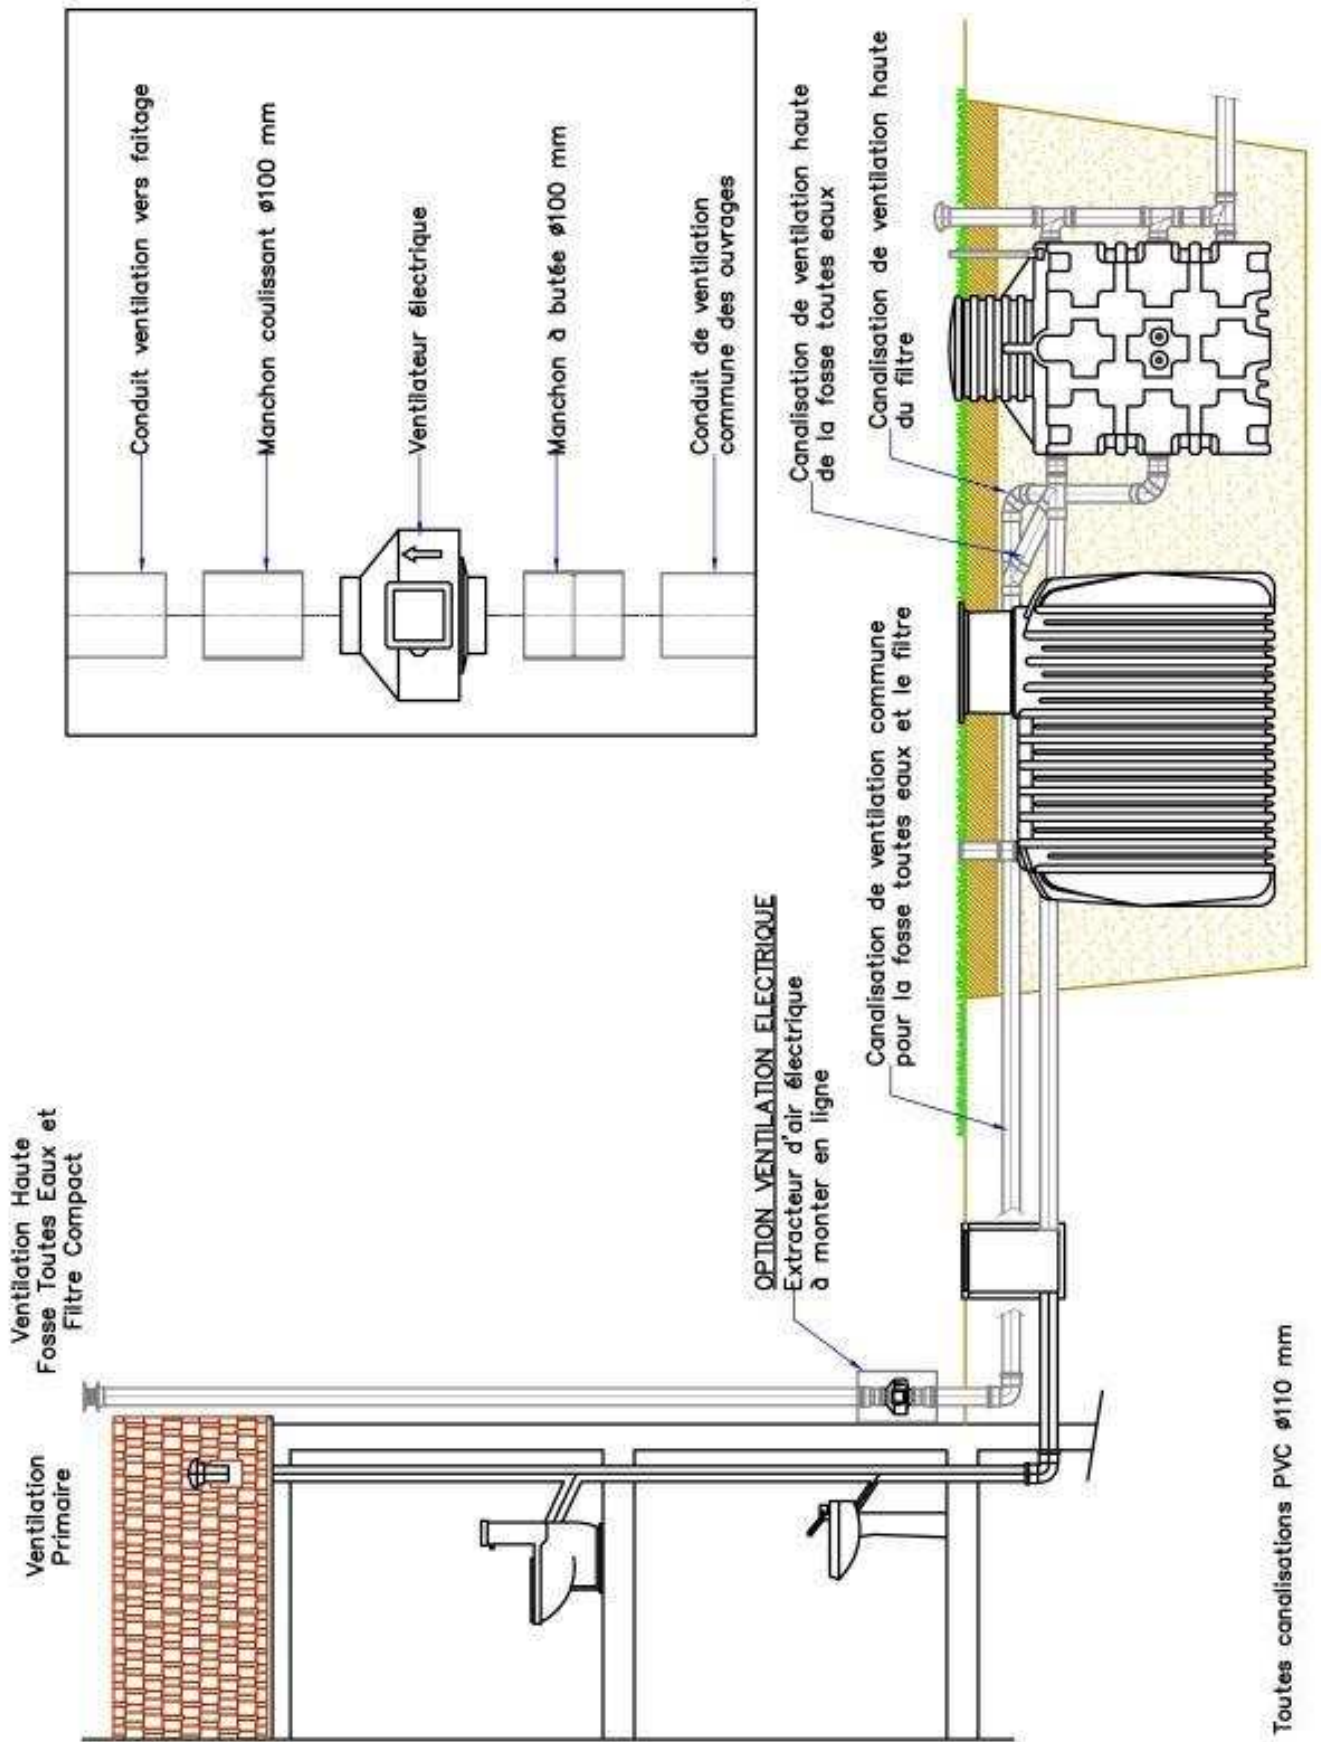 Ventilation
Primaire
Ventilation Haute
Fosse Toutes Eaux et
Filtre Compact
Conduit ventilation vers faitage
Manchon coulissant ø100 mm
Ventilateur électrique
Manchon à butée ø100 mm
Conduit de ventilation
commune des ouvrages
OPTION VENTILATION ELECTRIQUE
Extracteur d'air électrique
à monter en ligne
Canalisation de ventilation haute
de la fosse toutes eaux
Canalisation de ventilation haute
du filtre
Canalisation de ventilation commune
pour la fosse toutes eaux et le filtre
Toutes canalisations PVC ø110 mm